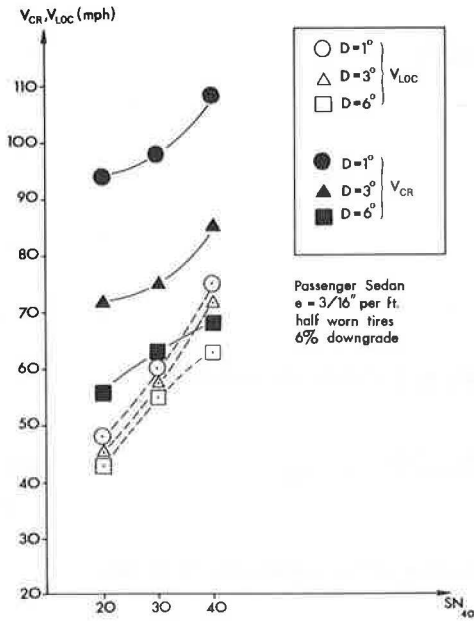 V_CR, V_LOC (mph)
110
100
90
80
70
60
50
40
30
20
20 30 40
SN_40
D=1°
D=3° V_LOC
D=6°
D=1°
D=3° V_CR
D=6°
Passenger Sedan
e = 3/16" per ft.
half worn tires
6% downgrade